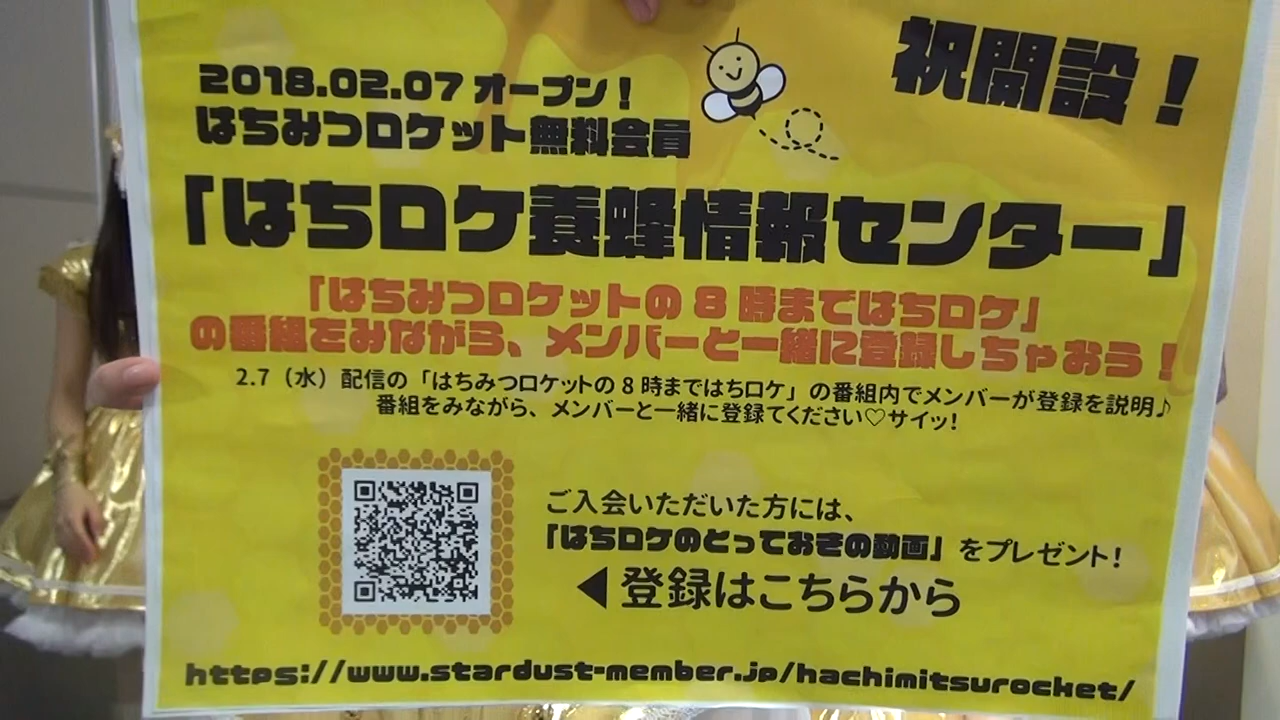 祝開設！
2018.02.07 オープン！
はちみつロケット無料会員
「はちロケ養蜂情報センター」
「はちみつロケットの8時まではちロケ」
の番組をみながら、メンバーと一緒に登録しちゃおう！
2.7（水）配信の「はちみつロケットの8時まではちロケ」の番組内でメンバーが登録を説明♪
番組をみながら、メンバーと一緒に登録てください♡サイッ!
ご入会いただいた方には、
「はちロケのとっておきの動画」をプレゼント!
◀登録はこちらから
https://www.stardust-member.jp/hachimitsurocket/